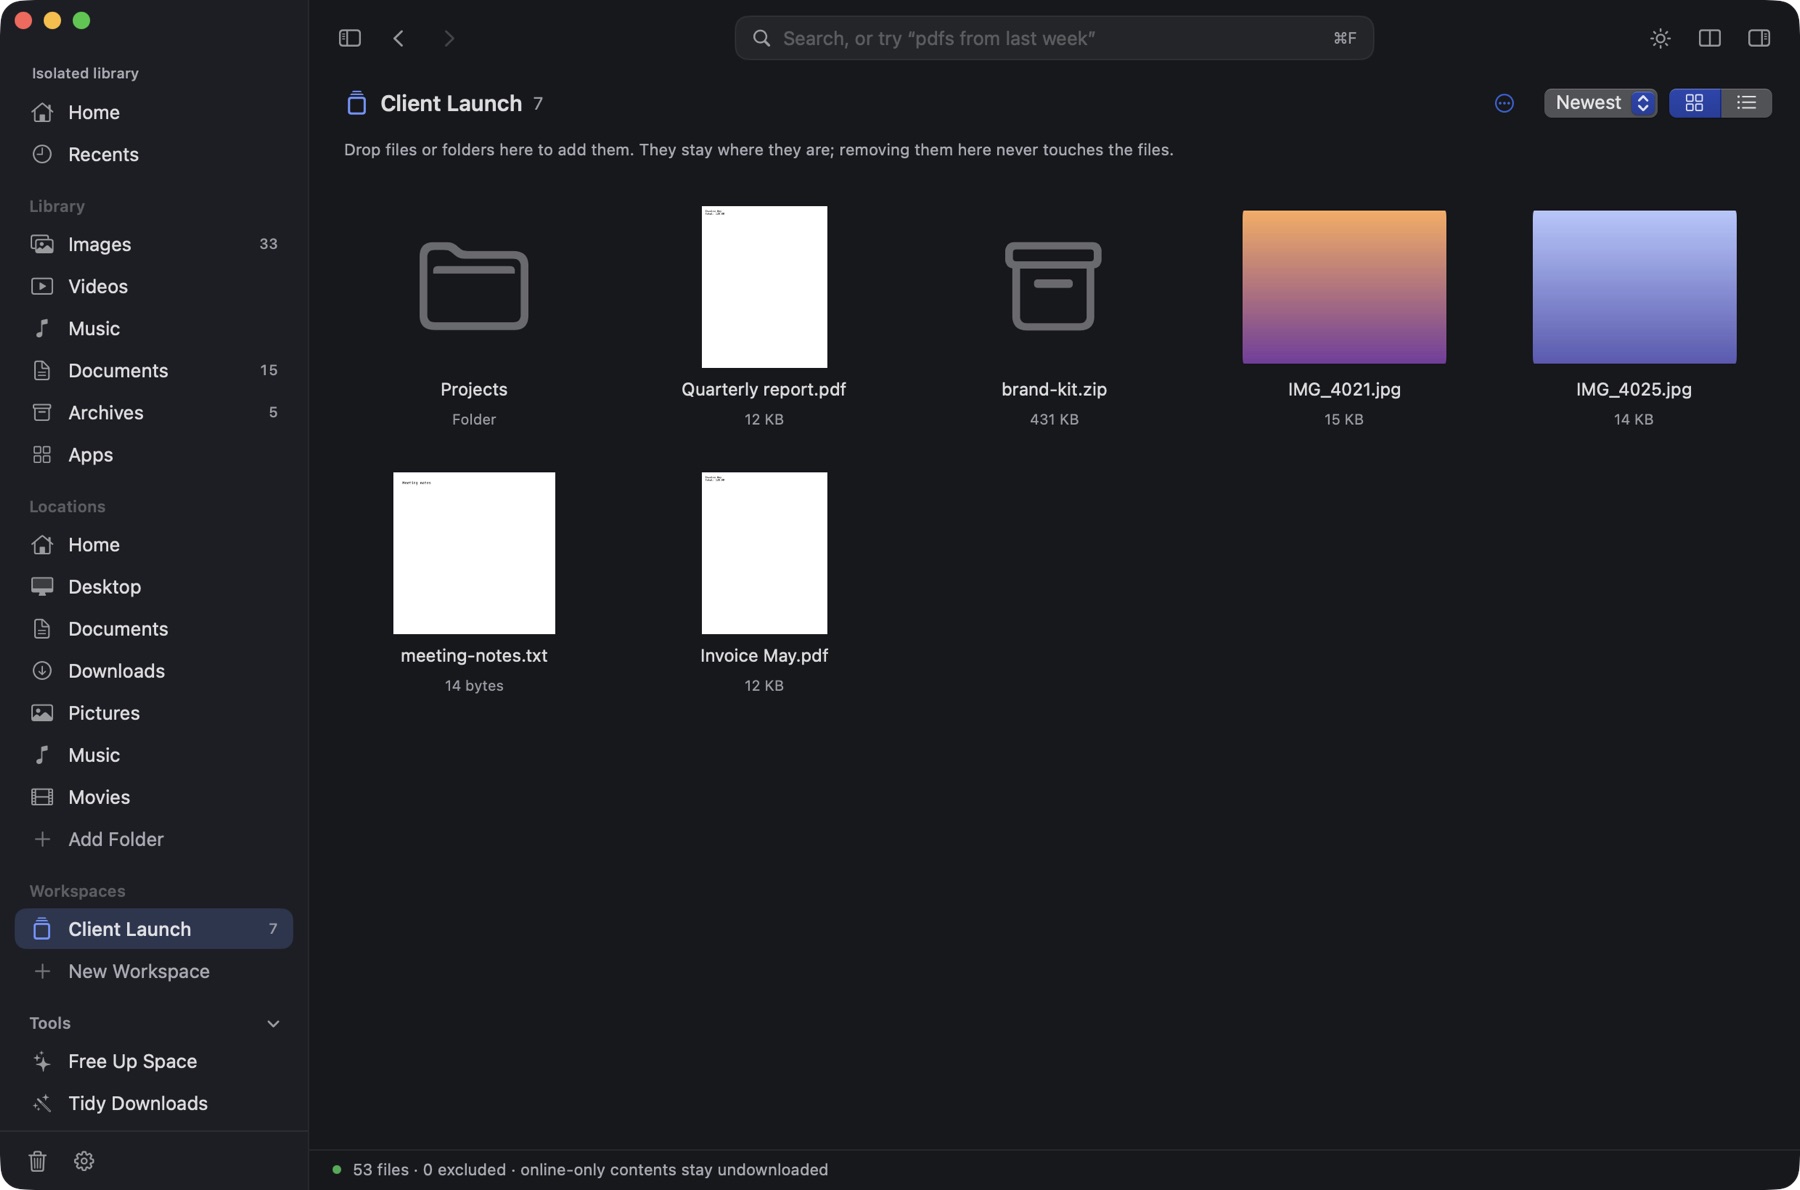 Isolated library
Home
Recents
Library
Images 33
Videos
Music
Documents 15
Archives 5
Apps
Locations
Home
Desktop
Documents
Downloads
Pictures
Music
Movies
Add Folder
Workspaces
Client Launch 7
New Workspace
Tools
Free Up Space
Tidy Downloads
Search, or try “pdfs from last week” ⌘F
Client Launch 7
Newest
Drop files or folders here to add them. They stay where they are; removing them here never touches the files.
Projects
Folder
Quarterly report.pdf
12 KB
brand-kit.zip
431 KB
IMG_4021.jpg
15 KB
IMG_4025.jpg
14 KB
Meeting notes
meeting-notes.txt
14 bytes
Invoice May.pdf
12 KB
53 files · 0 excluded · online-only contents stay undownloaded